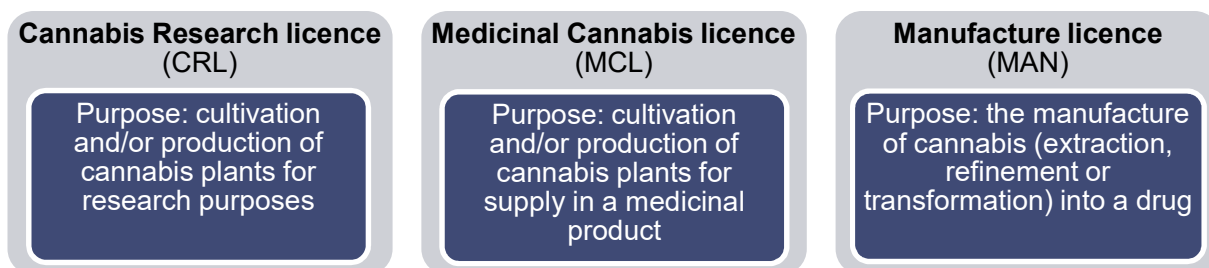 Cannabis Research licence
(CRL)
Purpose: cultivation
and/or production of
cannabis plants for
research purposes
Medicinal Cannabis licence
(MCL)
Purpose: cultivation
and/or production of
cannabis plants for
supply in a medicinal
product
Manufacture licence
(MAN)
Purpose: the manufacture
of cannabis (extraction,
refinement or
transformation) into a drug